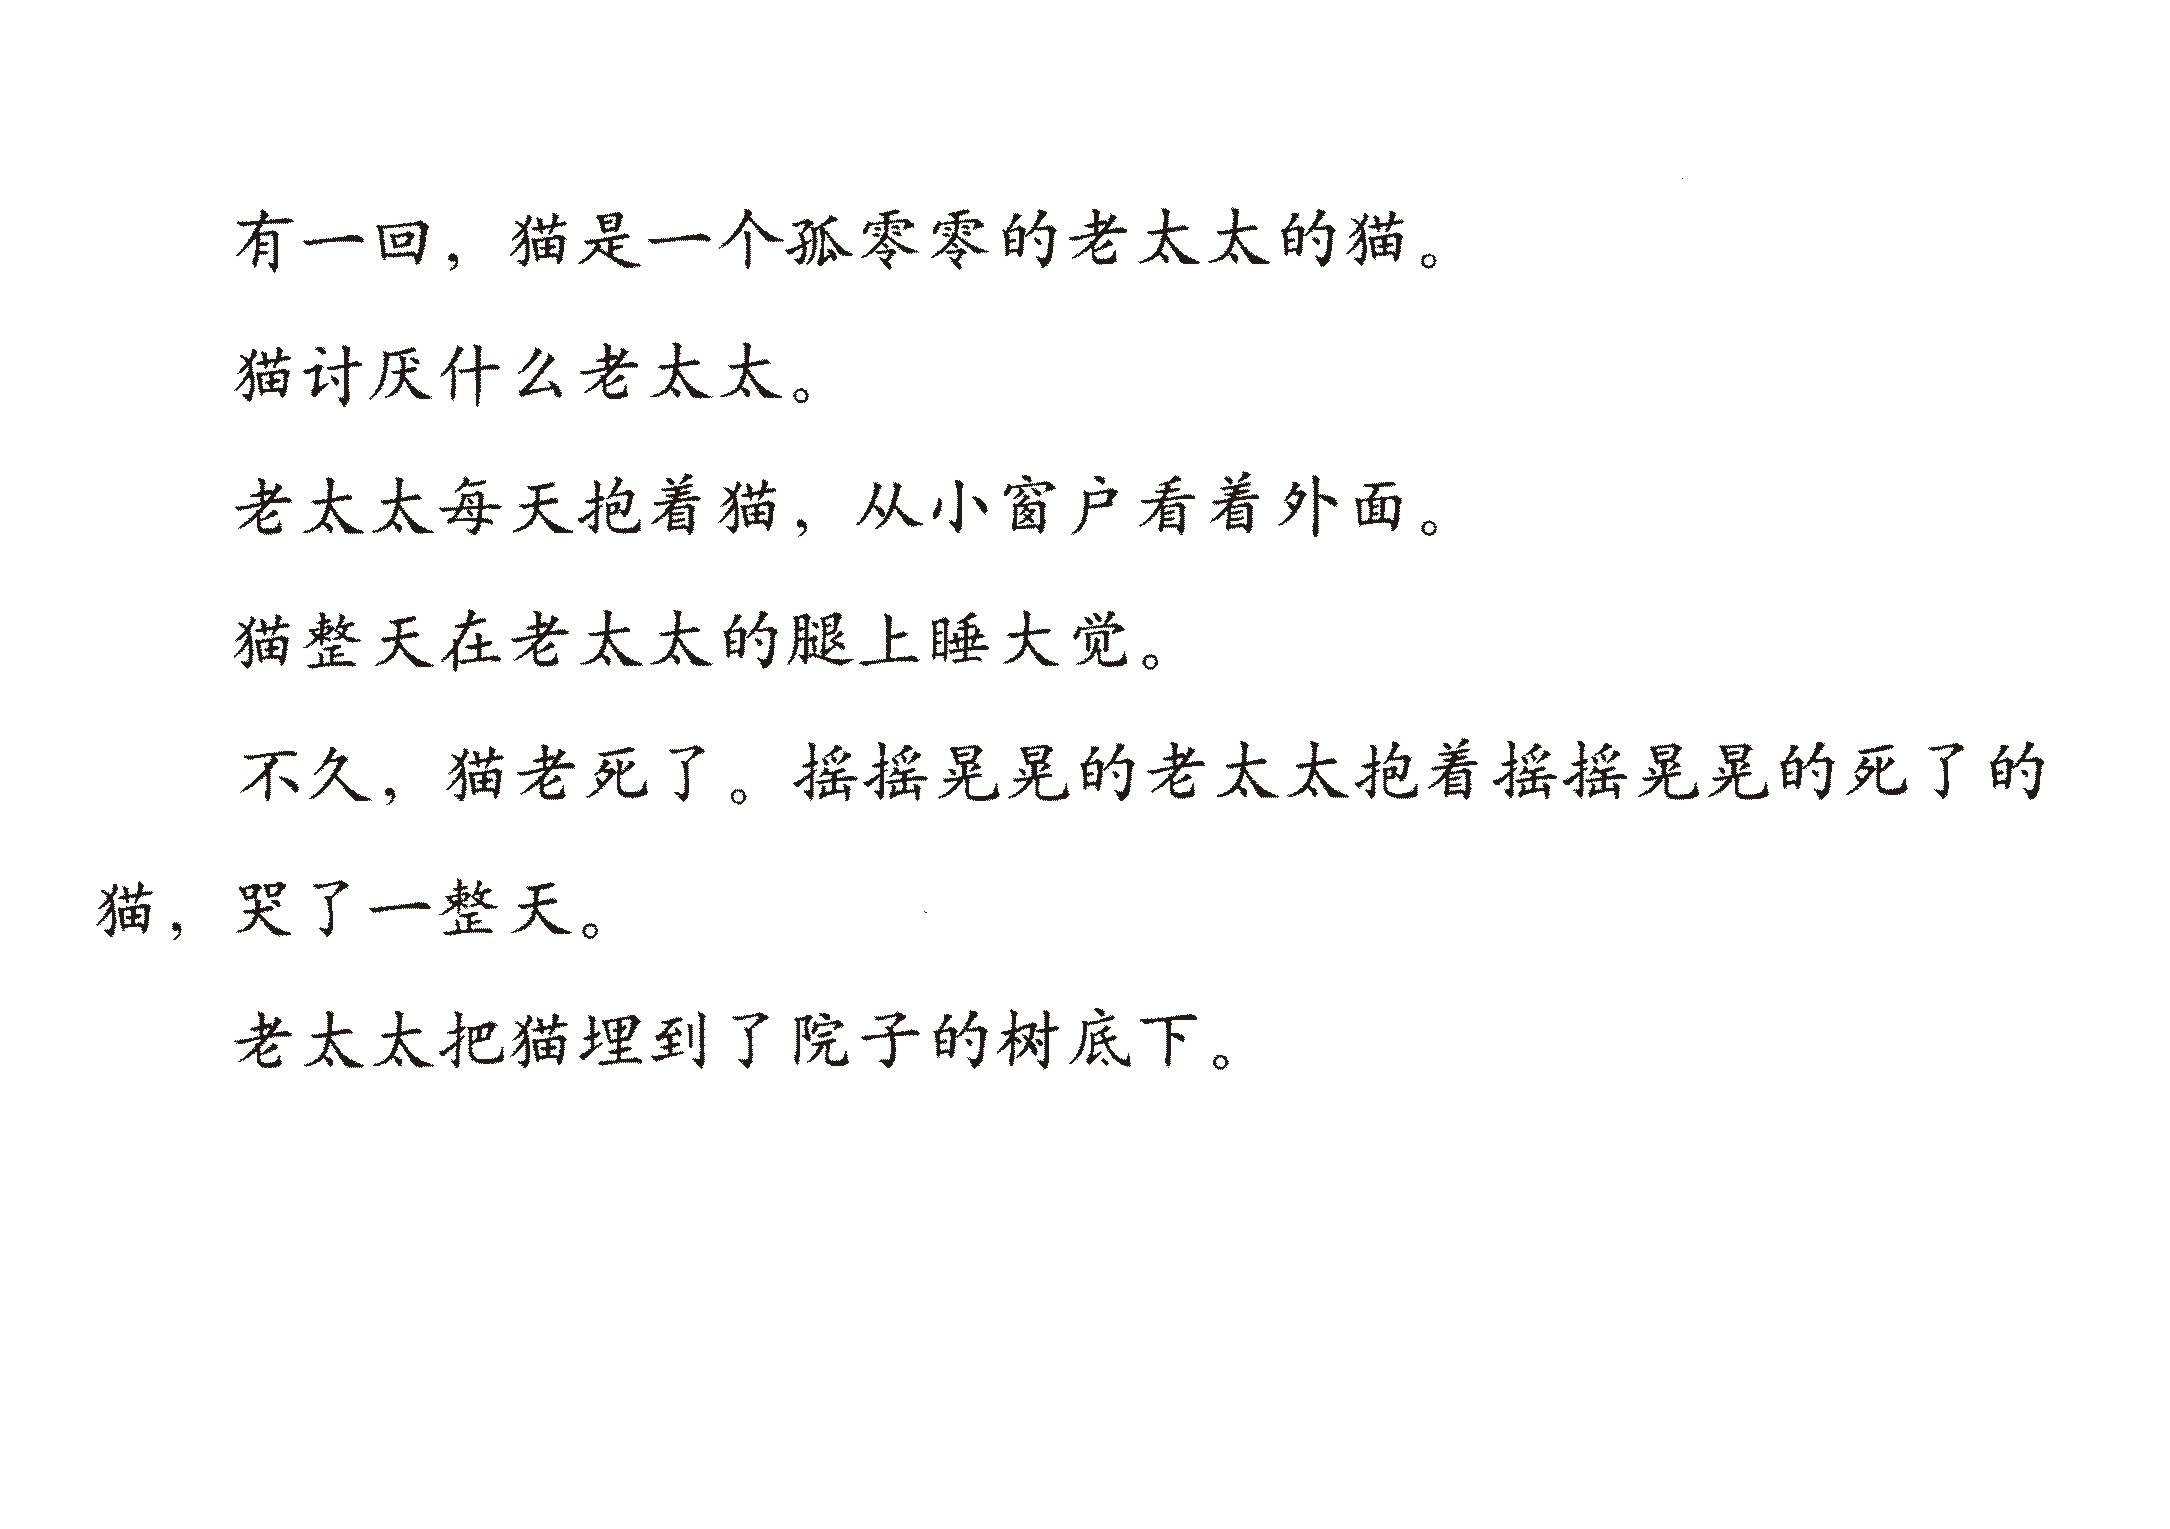 有一回，猫是一个孤零零的老太太的猫。
猫讨厌什么老太太。
老太太每天抱着猫，从小窗户看着外面。
猫整天在老太太的腿上睡大觉。
不久，猫老死了。摇摇晃晃的老太太抱着摇摇晃晃的死了的
猫，哭了一整天。
老太太把猫埋到了院子的树底下。